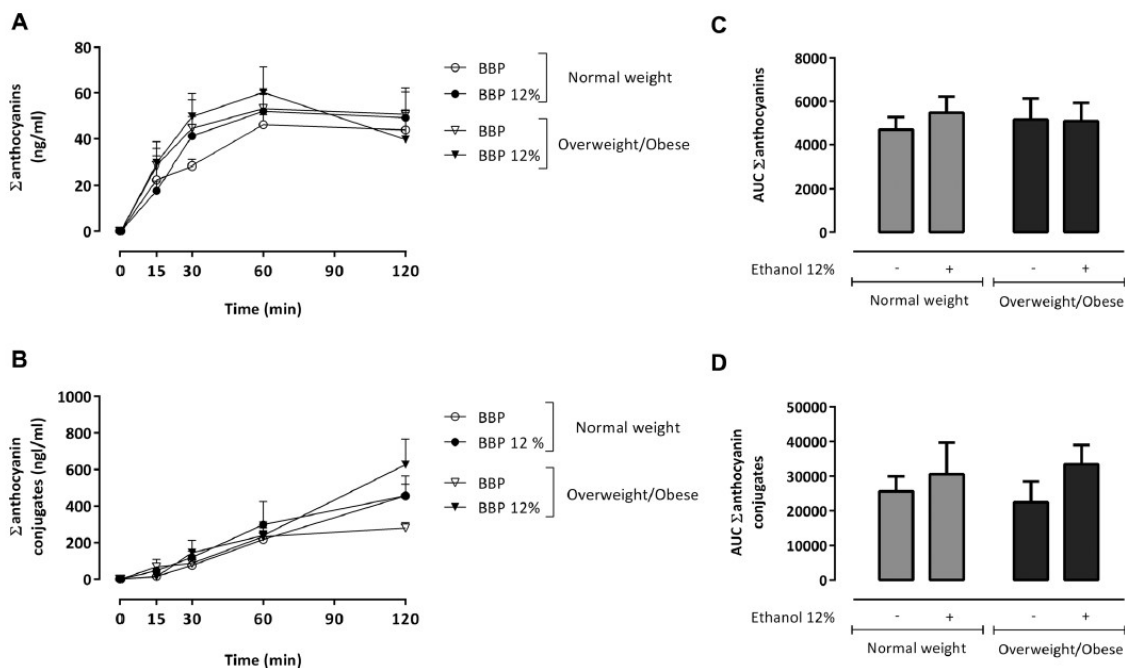 A
80
60
40
20
0
Σanthocyanins
(ng/ml)
0 15 30 60 90 120
Time (min)
BBP
BBP 12%
Normal weight
BBP
BBP 12%
Overweight/Obese
C
8000
6000
4000
2000
0
AUC Σanthocyanins
Ethanol 12% - + - +
Normal weight Overweight/Obese
B
1000
800
600
400
200
0
Σanthocyanin
conjugates (ngl/ml)
0 15 30 60 90 120
Time (min)
BBP
BBP 12 %
Normal weight
BBP
BBP 12%
Overweight/Obese
D
50000
40000
30000
20000
10000
0
AUC Σanthocyanin
conjugates
Ethanol 12% - + - +
Normal weight Overweight/Obese